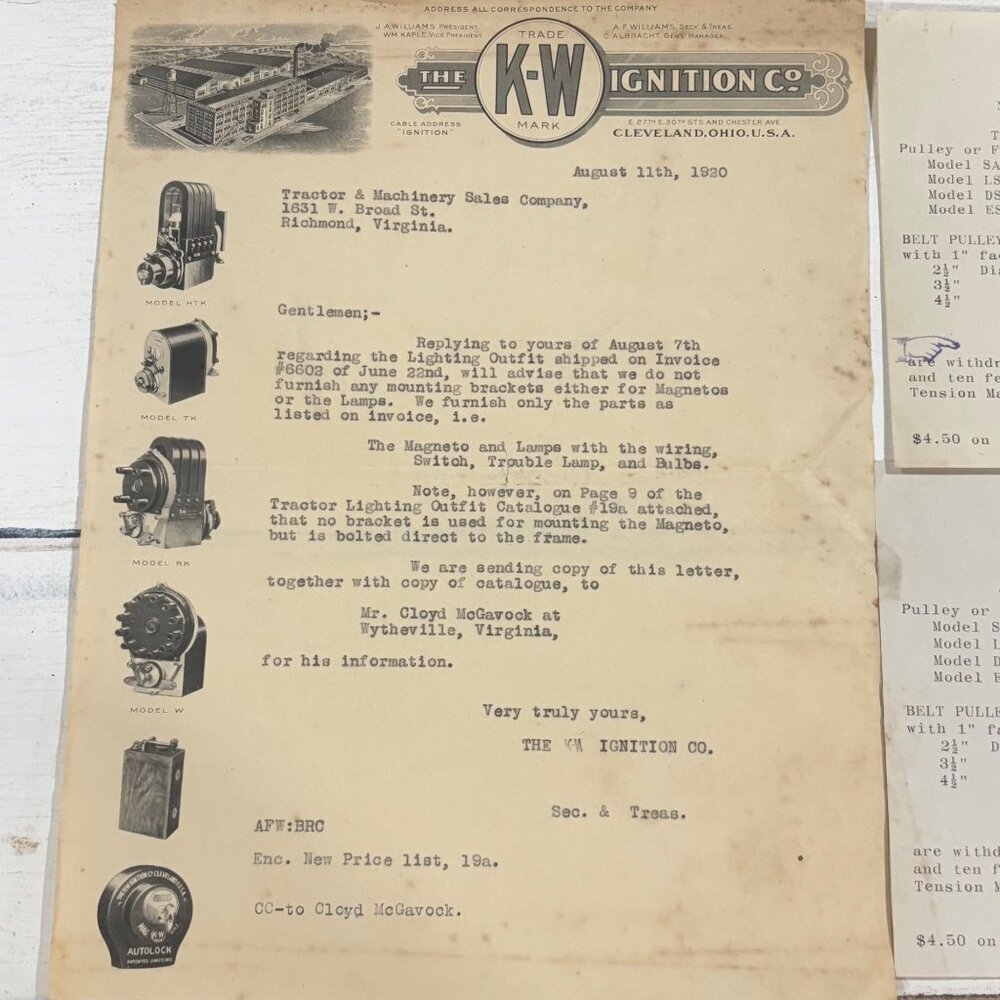 ADDRESS ALL CORRESPONDENCE TO THE COMPANY
J.A.WILLIAMS, PRESIDENT.
WM KAPLE, VICE PRESIDENT
A.F.WILLIAMS, SECY & TREAS
C.ALBRACHT, GENL MANAGER.
TRADE
THE K-W IGNITION CO.
MARK
CABLE ADDRESS
"IGNITION"
E. 27TH E. 30TH STS AND CHESTER AVE
CLEVELAND, OHIO. U.S.A.
August 11th, 1920
Tractor & Machinery Sales Company,
1631 W. Broad St.
Richmond, Virginia.
MODEL HTK
Gentlemen;-
Replying to yours of August 7th
regarding the Lighting Outfit shipped on Invoice
#6602 of June 22nd, will advise that we do not
furnish any mounting brackets either for Magnetos
or the Lamps. We furnish only the parts as
listed on invoice, i.e.
MODEL TK
The Magneto and Lamps with the wiring,
Switch, Trouble Lamp, and Bulbs.
Note, however, on Page 9 of the
Tractor Lighting Outfit Catalogue #19a attached,
that no bracket is used for mounting the Magneto,
but is bolted direct to the frame.
MODEL RK
We are sending copy of this letter,
together with copy of catalogue, to
Mr. Cloyd McGavock at
Wytheville, Virginia,
for his information.
MODEL W
Very truly yours,
THE KW IGNITION CO.
Sec. & Treas.
AFW:BRC
Enc. New Price list, 19a.
CC-to Cloyd McGavock.
K-W
AUTOLOCK
T
Pulley or F
Model SA
Model LS
Model DS
Model ES
BELT PULLEY
with 1" fa
2½" Di
3½"
4½"
are withdr
and ten fe
Tension Ma
$4.50 on
Pulley or
Model S
Model L
Model D
Model E
BELT PULLE
with 1" fa
2½" D
3½"
4½"
are withd
and ten f
Tension M
$4.50 on